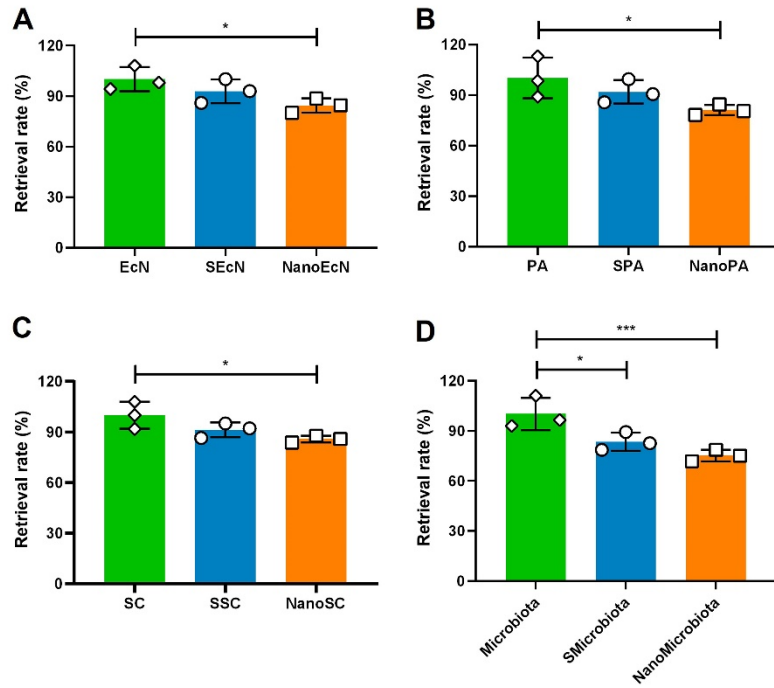 A
*
Retrieval rate (%)
120
90
60
30
0
EcN SEcN NanoEcN
B
*
Retrieval rate (%)
120
90
60
30
0
PA SPA NanoPA
C
*
Retrieval rate (%)
120
90
60
30
0
SC SSC NanoSC
D
***
*
Retrieval rate (%)
120
90
60
30
0
Microbiota SMicrobiota NanoMicrobiota